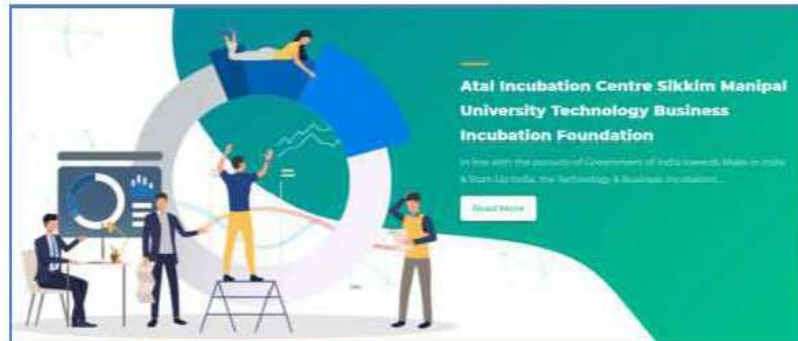 Atal Incubation Centre Sikkim Manipal
University Technology Business
Incubation Foundation
In line with the pursuits of Government of India towards Make in India
& Start-Up India, the Technology & Business Incubation...
Read More